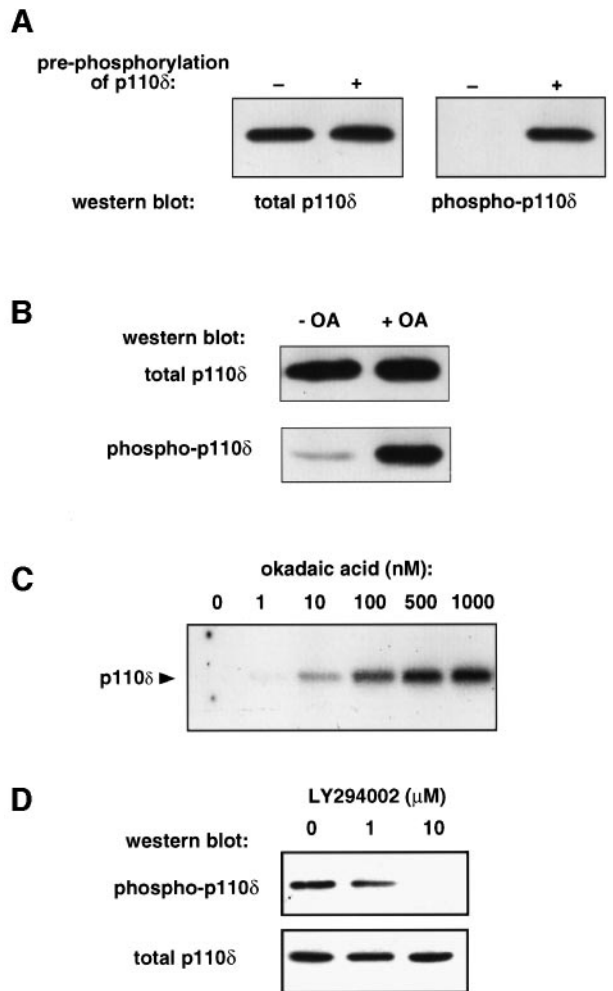 A
pre-phosphorylation
of p110δ: – + – +
western blot: total p110δ phospho-p110δ
B
- OA + OA
western blot:
total p110δ
phospho-p110δ
C
okadaic acid (nM):
0 1 10 100 500 1000
p110δ ►
D
LY294002 (μM)
0 1 10
western blot:
phospho-p110δ
total p110δ